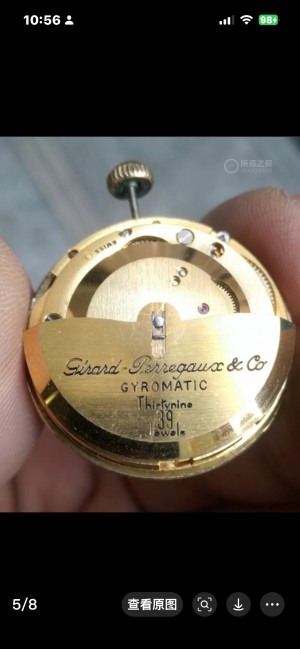 10:56
98
Girard-Perregaux & Co
GYROMATIC
Thirtynine
39
Jewels
5/8
查看原图